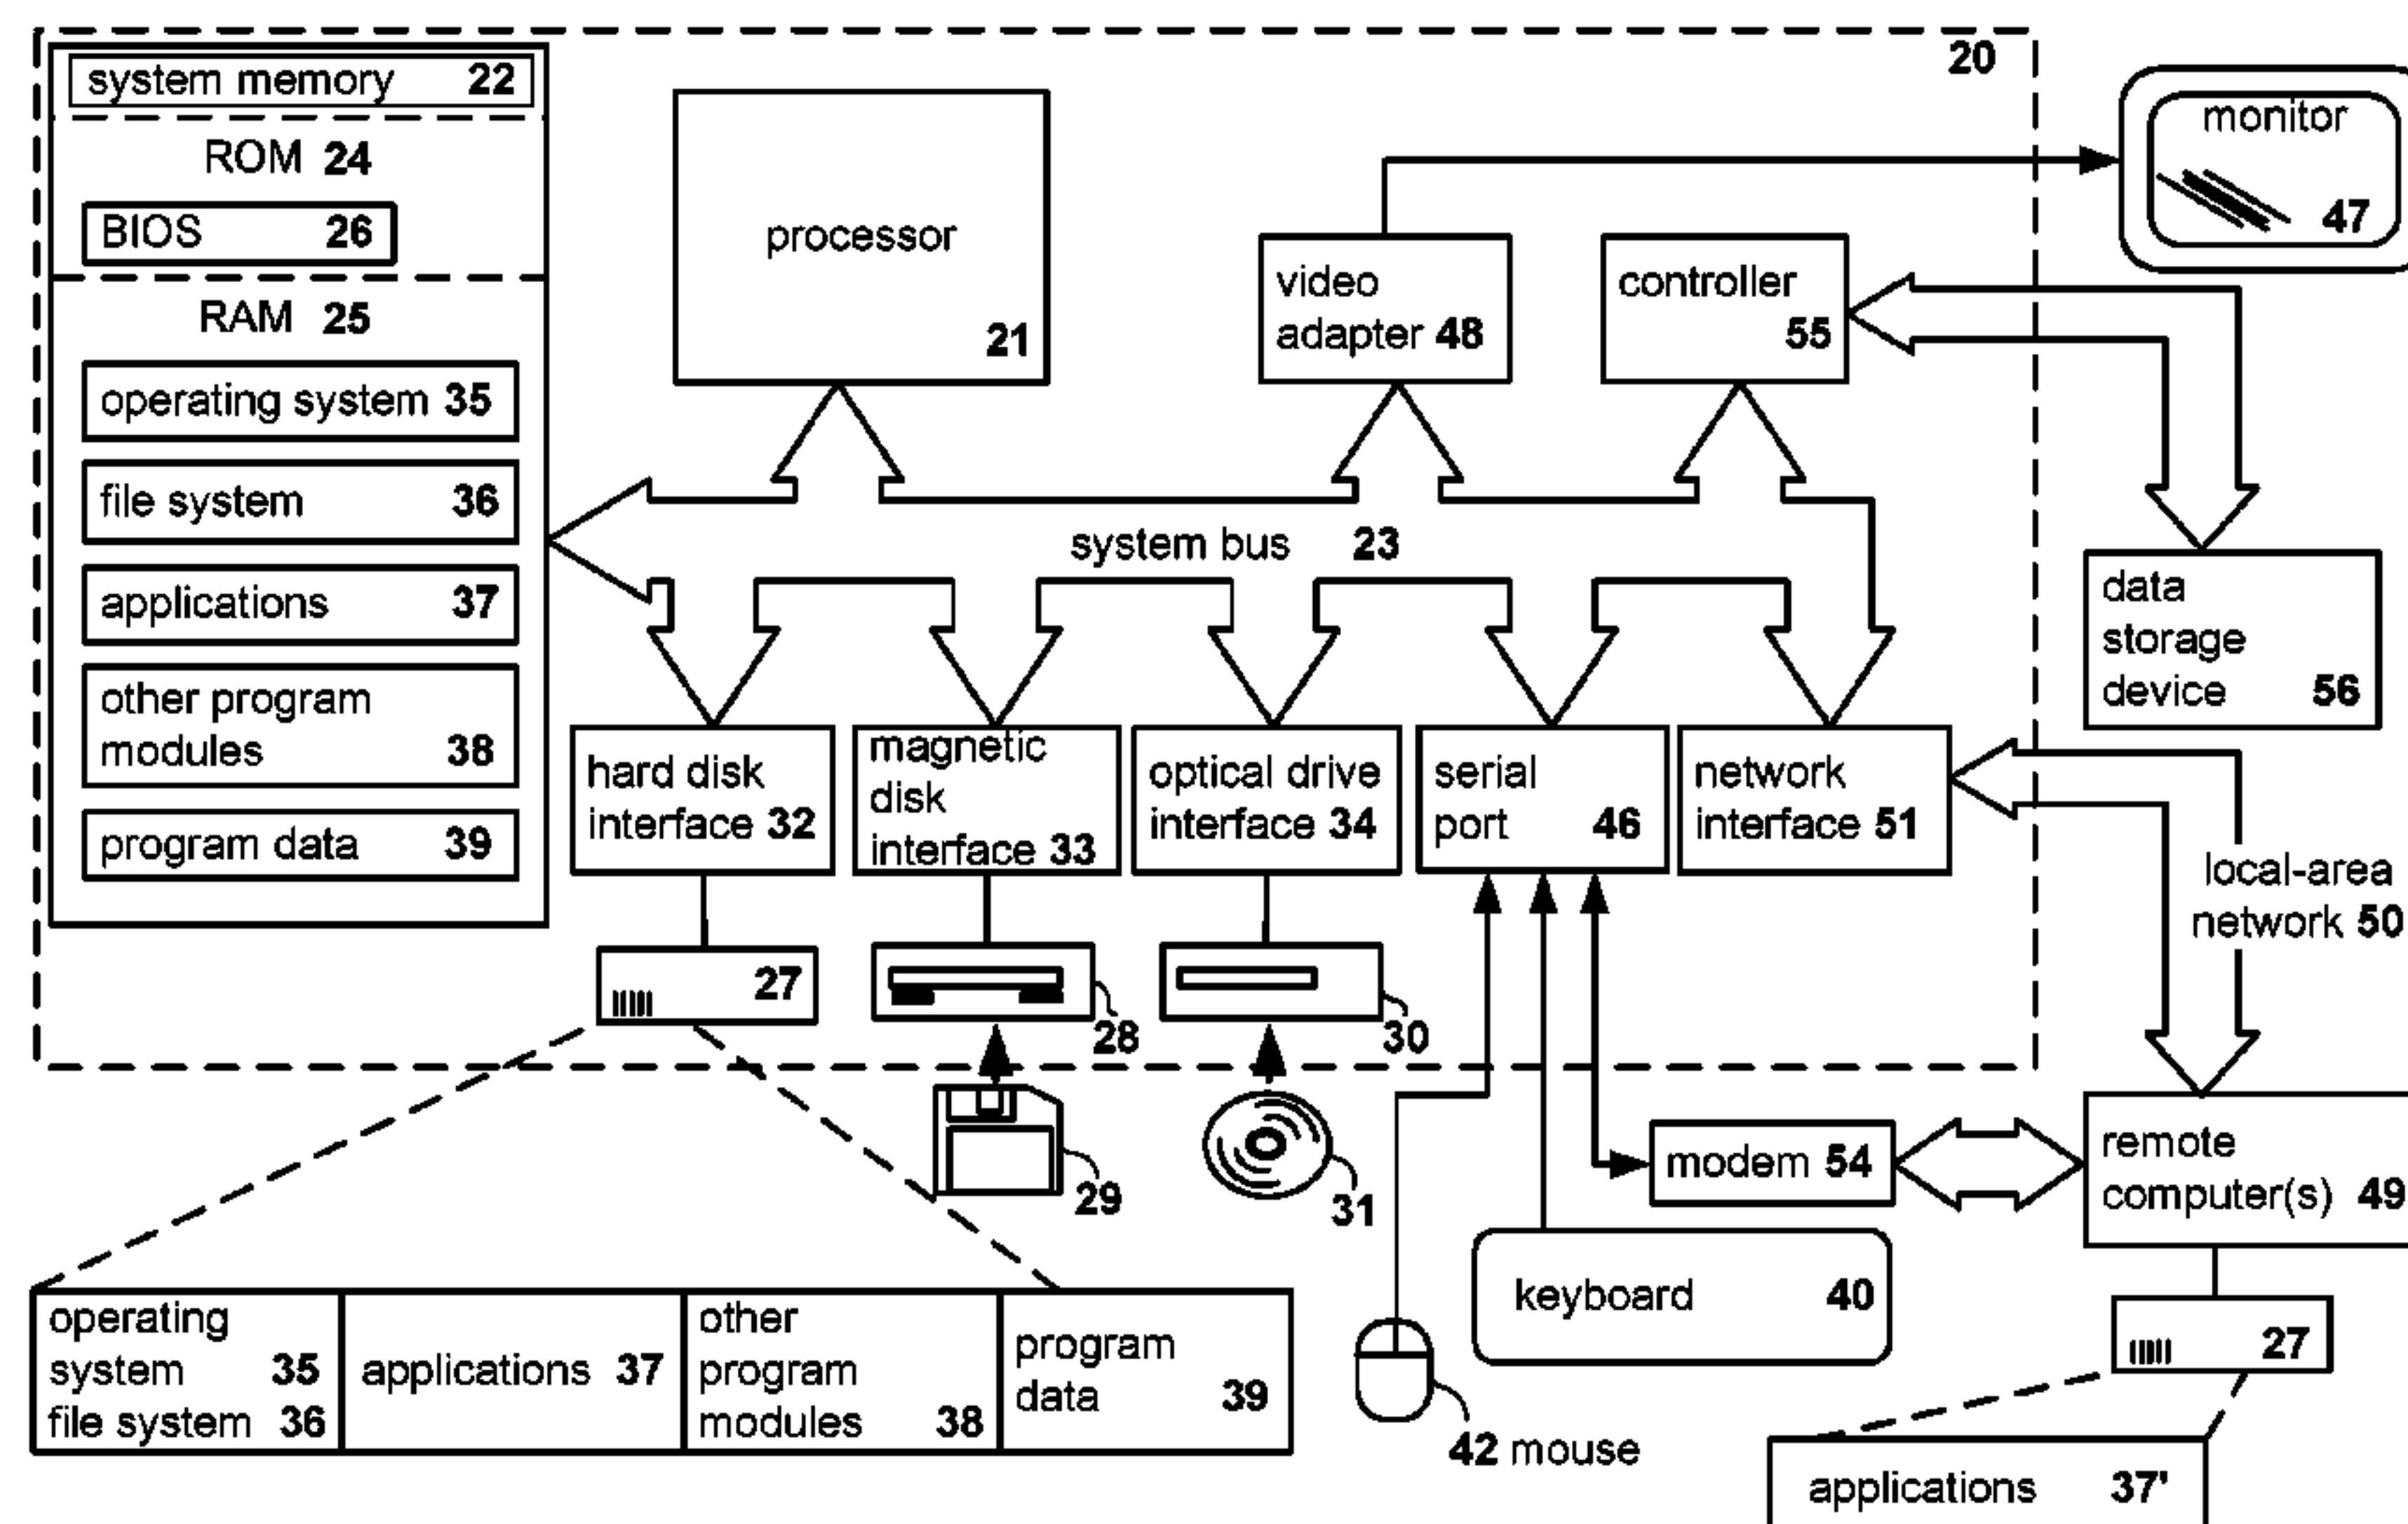 20
system memory 22
ROM 24
BIOS 26
RAM 25
operating system 35
file system 36
applications 37
other program
modules 38
program data 39
processor
21
video
adapter 48
controller
55
monitor
47
system bus 23
data
storage
device 56
hard disk
interface 32
magnetic
disk
interface 33
optical drive
interface 34
serial
port 46
network
interface 51
local-area
network 50
27
28
30
29
31
modem 54
remote
computer(s) 49
keyboard 40
27
42 mouse
operating
system 35
file system 36
applications 37
other
program
modules 38
program
data 39
applications 37'